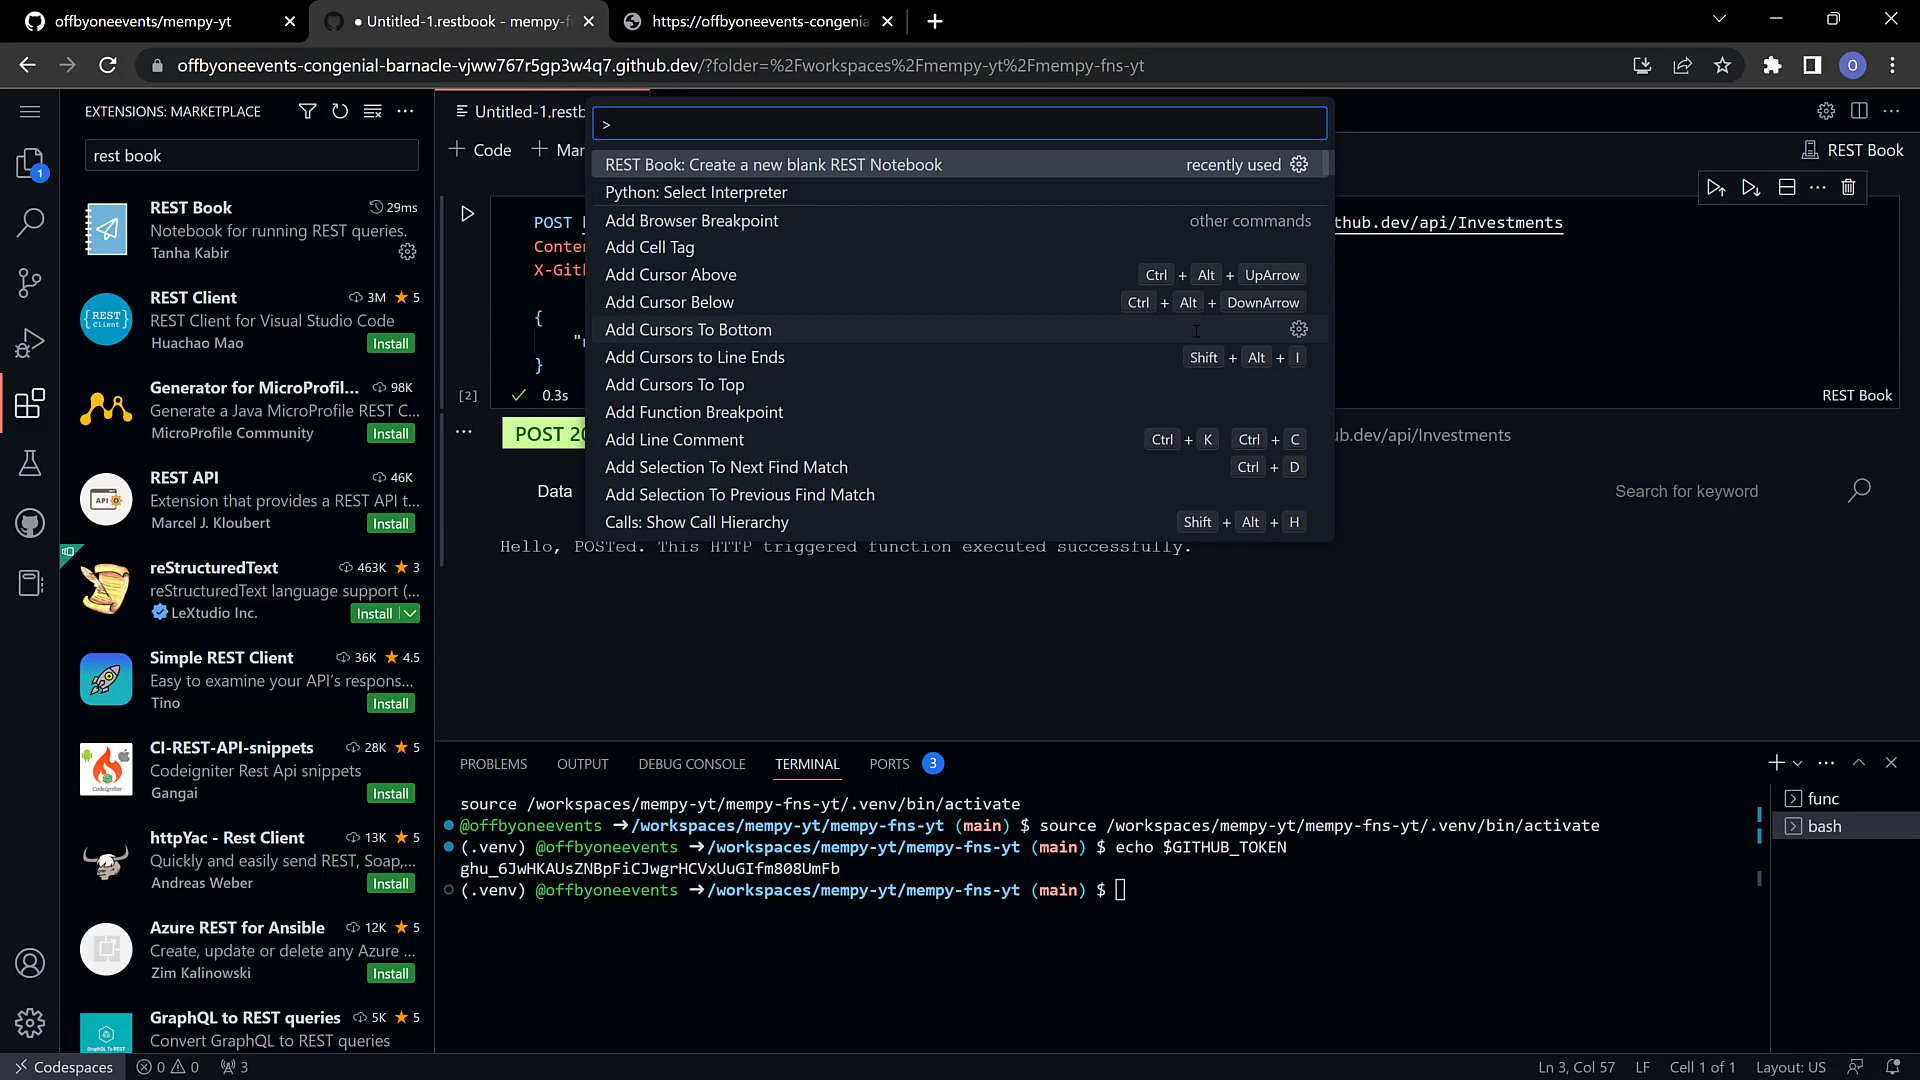 offbyoneevents/mempy-yt
● Untitled-1.restbook - mempy-f
https://offbyoneevents-congenia
offbyoneevents-congenial-barnacle-vjww767r5gp3w4q7.github.dev/?folder=%2Fworkspaces%2Fmempy-yt%2Fmempy-fns-yt
O
EXTENSIONS: MARKETPLACE
rest book
1
REST Book
29ms
Notebook for running REST queries.
Tanha Kabir
REST Client
3M ★ 5
REST Client for Visual Studio Code
Huachao Mao
Install
Generator for MicroProfil...
98K
Generate a Java MicroProfile REST C...
MicroProfile Community
Install
REST API
46K
Extension that provides a REST API t...
Marcel J. Kloubert
Install
reStructuredText
463K ★ 3
reStructuredText language support (...
LeXtudio Inc.
Install
Simple REST Client
36K ★ 4.5
Easy to examine your API's respons...
Tino
Install
CI-REST-API-snippets
28K ★ 5
Codeigniter Rest Api snippets
Gangai
Install
httpYac - Rest Client
13K ★ 5
Quickly and easily send REST, Soap,...
Andreas Weber
Install
Azure REST for Ansible
12K ★ 5
Create, update or delete any Azure ...
Zim Kalinowski
Install
GraphQL to REST queries
5K ★ 5
Convert GraphQL to REST queries
Untitled-1.restb
+ Code + Mar
REST Book
>
REST Book: Create a new blank REST Notebook recently used
Python: Select Interpreter
Add Browser Breakpoint other commands
Add Cell Tag
Add Cursor Above Ctrl + Alt + UpArrow
Add Cursor Below Ctrl + Alt + DownArrow
Add Cursors To Bottom
Add Cursors to Line Ends Shift + Alt + I
Add Cursors To Top
Add Function Breakpoint
Add Line Comment Ctrl + K Ctrl + C
Add Selection To Next Find Match Ctrl + D
Add Selection To Previous Find Match
Calls: Show Call Hierarchy Shift + Alt + H
POST
thub.dev/api/Investments
Conte
X-Gith
{
}
[2] 0.3s
REST Book
POST 20
b.dev/api/Investments
Data
Search for keyword
Hello, POSTed. This HTTP triggered function executed successfully.
PROBLEMS OUTPUT DEBUG CONSOLE TERMINAL PORTS 3
source /workspaces/mempy-yt/mempy-fns-yt/.venv/bin/activate
@offbyoneevents ➜/workspaces/mempy-yt/mempy-fns-yt (main) $ source /workspaces/mempy-yt/mempy-fns-yt/.venv/bin/activate
(.venv) @offbyoneevents ➜/workspaces/mempy-yt/mempy-fns-yt (main) $ echo $GITHUB_TOKEN
ghu_6JwHKAUsZNBpFiCJwgrHCVxUuGIfm808UmFb
(.venv) @offbyoneevents ➜/workspaces/mempy-yt/mempy-fns-yt (main) $
func
bash
Codespaces
0 0
3
Ln 3, Col 57 LF Cell 1 of 1 Layout: US